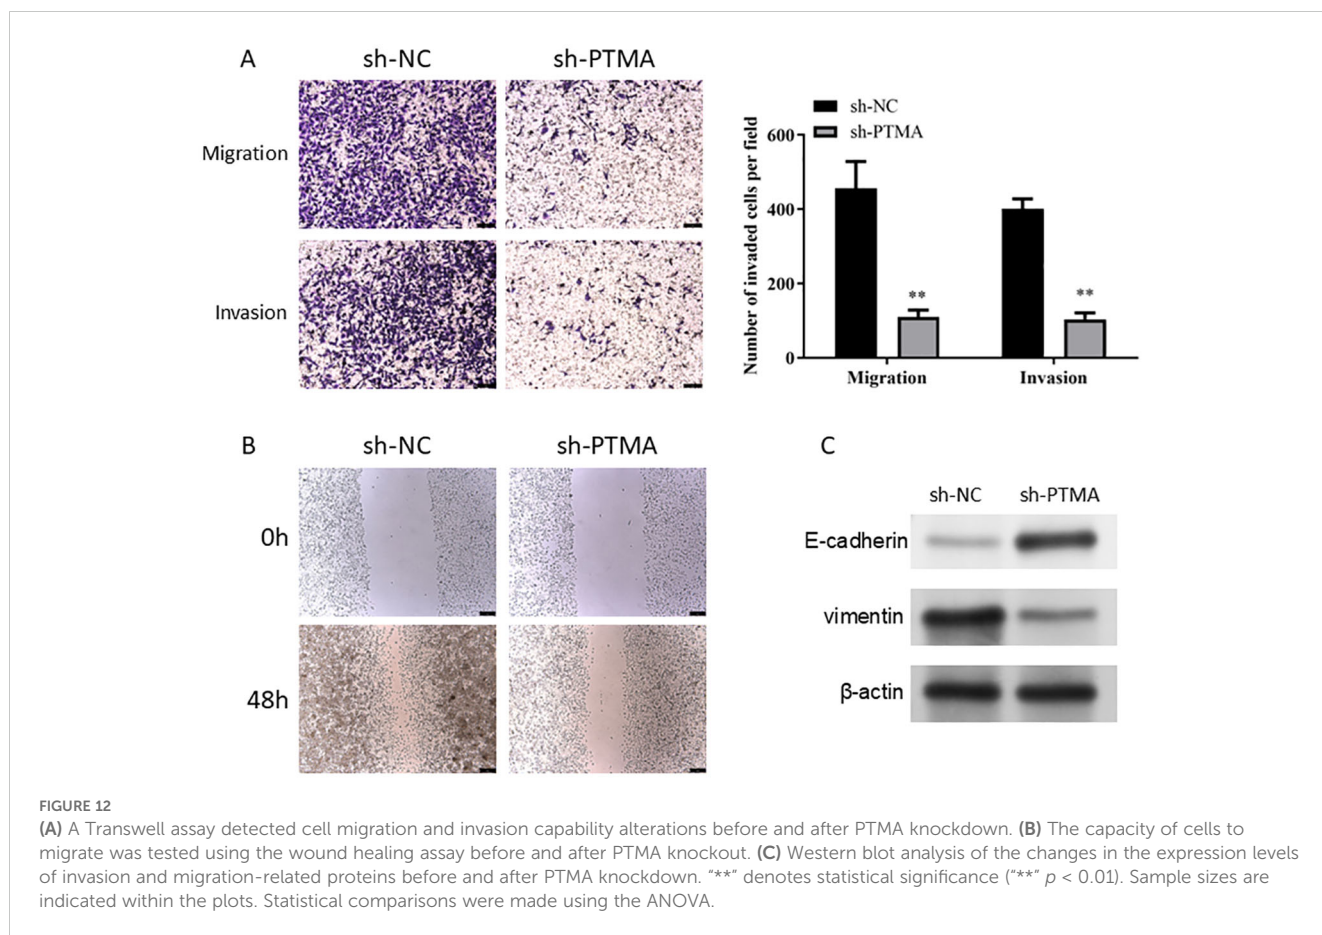 A
sh-NC
sh-PTMA
Migration
Invasion
sh-NC
sh-PTMA
Number of invaded cells per field
600
400
200
0
**
**
Migration
Invasion
B
sh-NC
sh-PTMA
0h
48h
C
sh-NC
sh-PTMA
E-cadherin
vimentin
β-actin
FIGURE 12
(A) A Transwell assay detected cell migration and invasion capability alterations before and after PTMA knockdown. (B) The capacity of cells to
migrate was tested using the wound healing assay before and after PTMA knockout. (C) Western blot analysis of the changes in the expression levels
of invasion and migration-related proteins before and after PTMA knockdown. “**” denotes statistical significance (“**” p < 0.01). Sample sizes are
indicated within the plots. Statistical comparisons were made using the ANOVA.